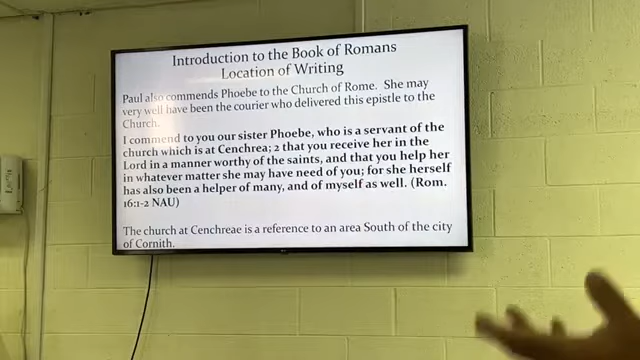 Introduction to the Book of Romans
Location of Writing
Paul also commends Phoebe to the Church of Rome. She may
very well have been the courier who delivered this epistle to the
Church.
I commend to you our sister Phoebe, who is a servant of the
church which is at Cenchrea; 2 that you receive her in the
Lord in a manner worthy of the saints, and that you help her
in whatever matter she may have need of you; for she herself
has also been a helper of many, and of myself as well. (Rom.
16:1-2 NAU)
The church at Cenchreae is a reference to an area South of the city
of Cornith.